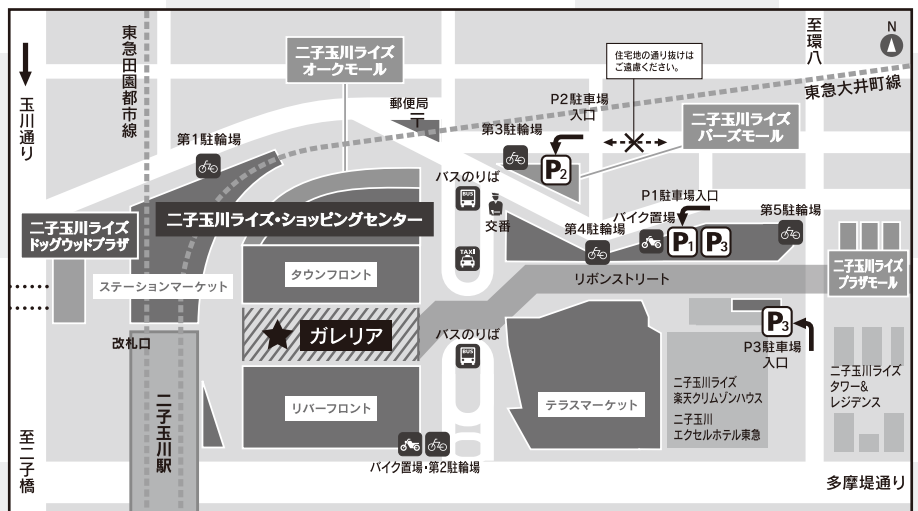 玉川通り
至二子橋
東急田園都市線
二子玉川ライズ
オークモール
郵便局
住宅地の通り抜けは
ご遠慮ください。
至環八
N
東急大井町線
P2駐車場
入口
第3駐輪場
P2
二子玉川ライズ
バーズモール
第1駐輪場
バスのりば
BUS
交番
P1駐車場入口
バイク置場
第4駐輪場
P1
P3
第5駐輪場
二子玉川ライズ・ショッピングセンター
二子玉川ライズ
ドッグウッドプラザ
TAXI
ステーションマーケット
タウンフロント
リボンストリート
二子玉川ライズ
プラザモール
ガレリア
改札口
バスのりば
BUS
P3
P3駐車場
入口
二子玉川駅
リバーフロント
テラスマーケット
二子玉川ライズ
楽天クリムゾンハウス
二子玉川
エクセルホテル東急
二子玉川ライズ
タワー&
レジデンス
バイク置場・第2駐輪場
多摩堤通り